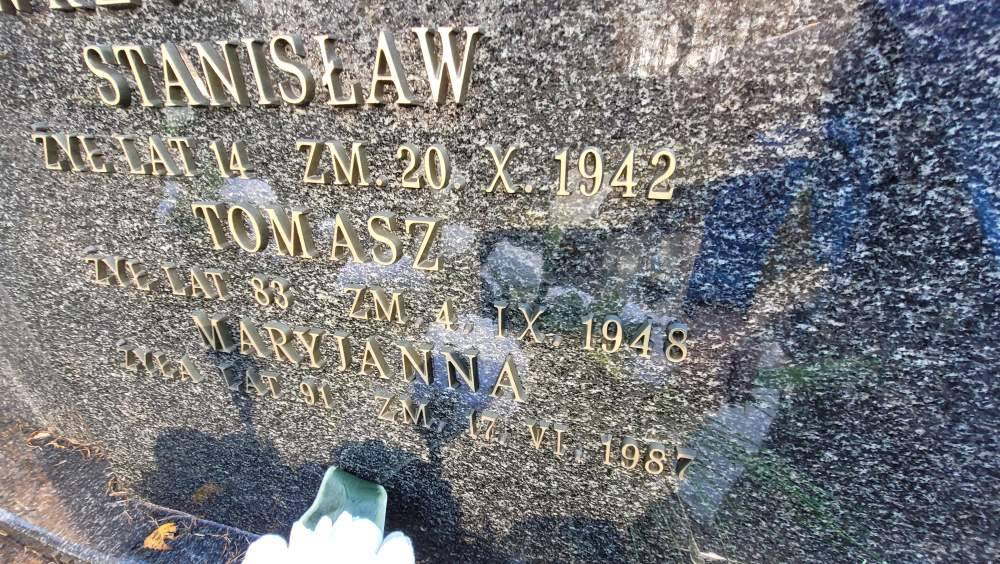 STANISŁAW
ŻYŁ LAT 14 ZM. 20. X. 1942
TOMASZ
ŻYŁ LAT 83 ZM. 4. IX. 1948
MARYJANNA
ŻYŁA LAT 91 ZM. 17. VI. 1987